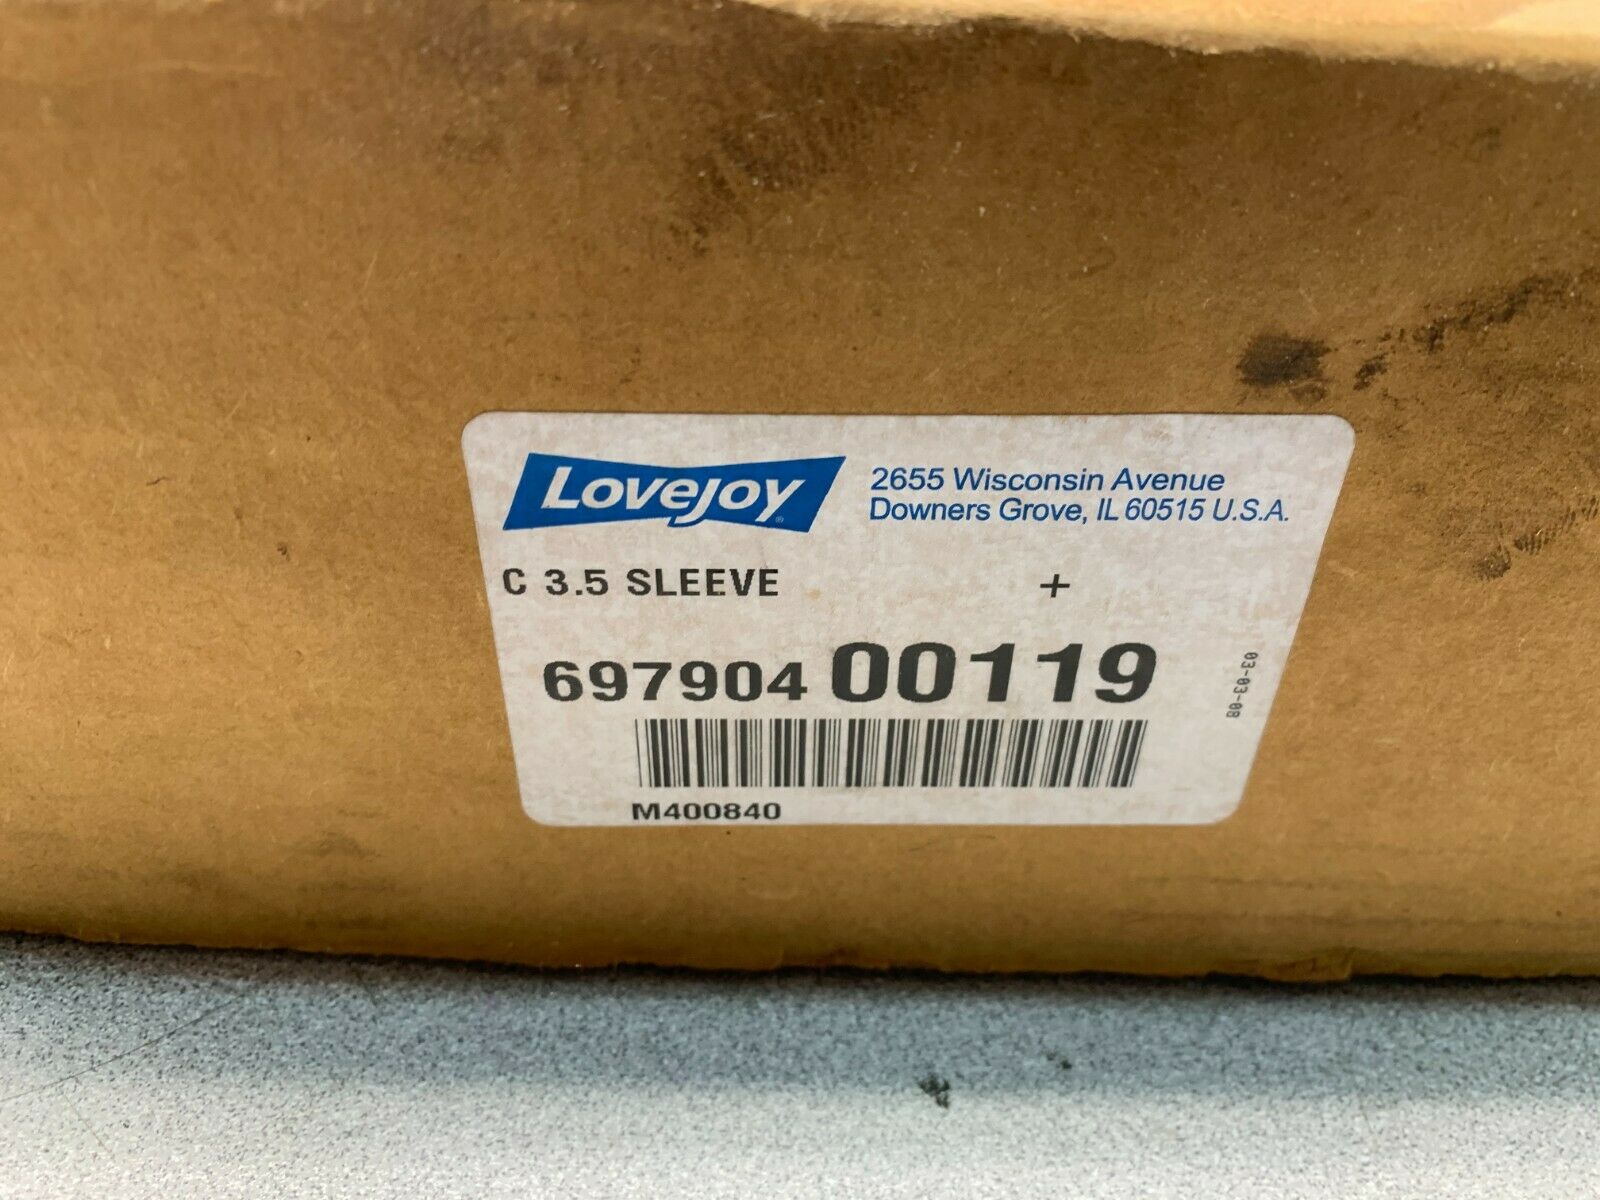 Lovejoy®
2655 Wisconsin Avenue
Downers Grove, IL 60515 U.S.A.
C 3.5 SLEEVE +
697904 00119
03-03-08
M400840